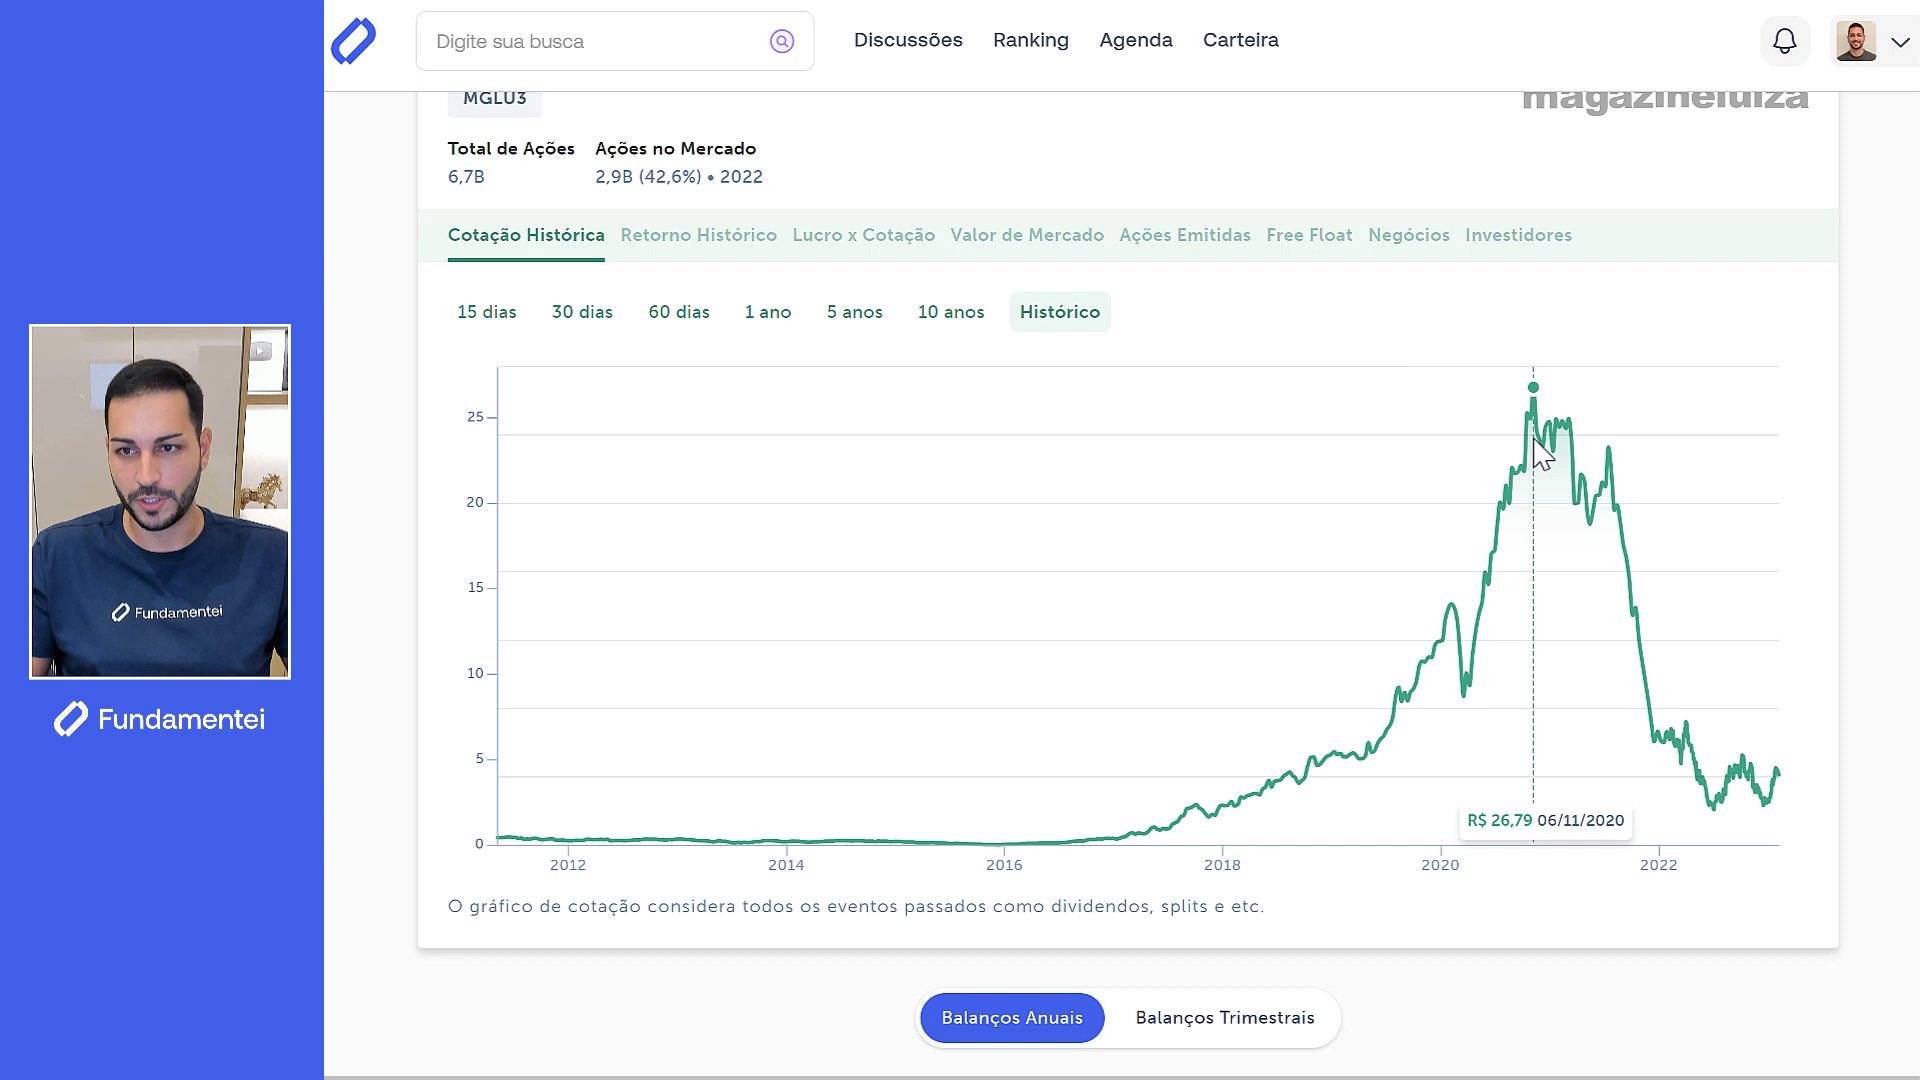 Digite sua busca
Discussões
Ranking
Agenda
Carteira
MGLU3
magazineluiza
Total de Ações
Ações no Mercado
6,7B
2,9B (42,6%) • 2022
Cotação Histórica
Retorno Histórico
Lucro x Cotação
Valor de Mercado
Ações Emitidas
Free Float
Negócios
Investidores
15 dias
30 dias
60 dias
1 ano
5 anos
10 anos
Histórico
25
20
15
10
5
0
R$ 26,79 06/11/2020
2012
2014
2016
2018
2020
2022
O gráfico de cotação considera todos os eventos passados como dividendos, splits e etc.
Balanços Anuais
Balanços Trimestrais
Fundamentei
Fundamentei